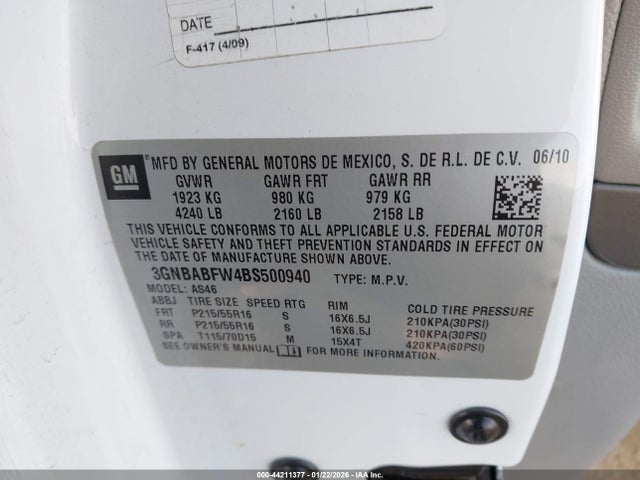 DATE
F-417 (4/09)
GM ® MFD BY GENERAL MOTORS DE MEXICO, S. DE R.L. DE C.V. 06/10
GVWR GAWR FRT GAWR RR
1923 KG 980 KG 979 KG
4240 LB 2160 LB 2158 LB
THIS VEHICLE CONFORMS TO ALL APPLICABLE U.S. FEDERAL MOTOR
VEHICLE SAFETY AND THEFT PREVENTION STANDARDS IN EFFECT ON
THE DATE OF MANUFACTURE SHOWN ABOVE.
3GNBABFW4BS500940 TYPE: M.P.V.
MODEL: AS46
ABBJ TIRE SIZE SPEED RTG RIM COLD TIRE PRESSURE
FRT P215/55R16 S 16X6.5J 210KPA(30PSI)
RR P215/55R16 S 16X6.5J 210KPA(30PSI)
SPA T115/70D15 M 15X4T 420KPA(60PSI)
SEE OWNER'S MANUAL FOR MORE INFORMATION.
000-44211377 - 01/22/2026 - IAA Inc.